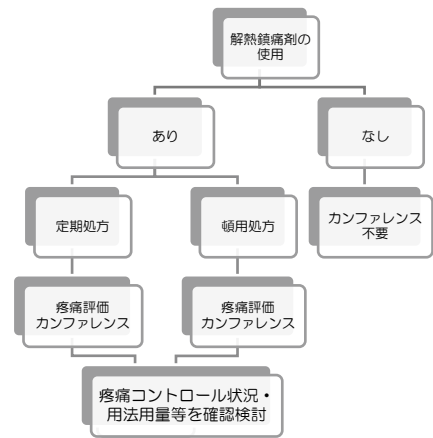 解熱鎮痛剤の
使用
あり
なし
定期処方
頓用処方
カンファレンス
不要
疼痛評価
カンファレンス
疼痛評価
カンファレンス
疼痛コントロール状況・
用法用量等を確認検討